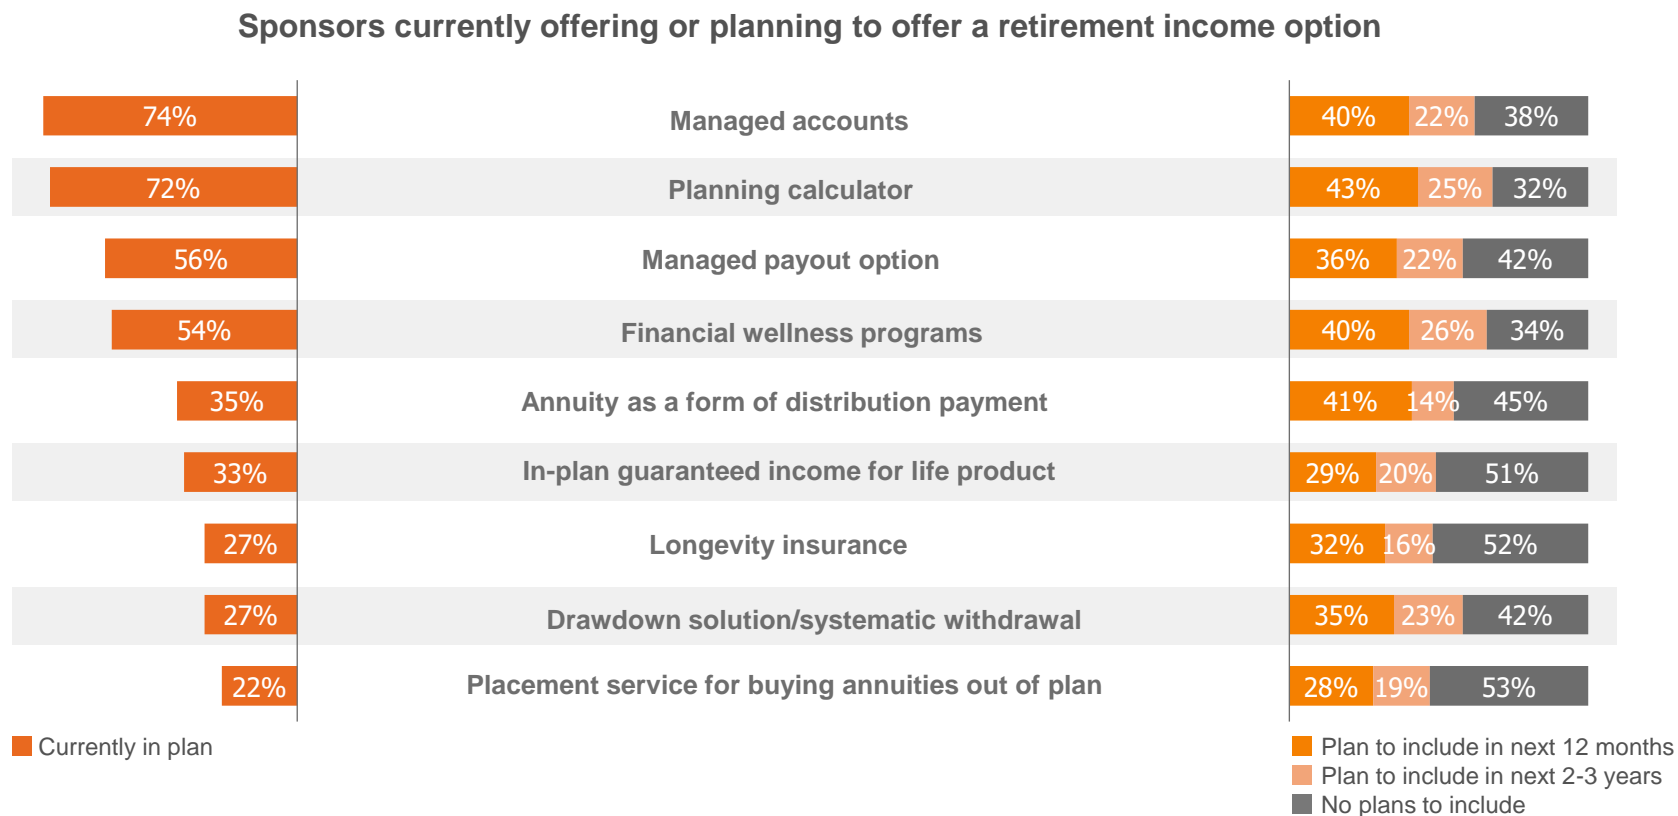 Sponsors currently offering or planning to offer a retirement income option
74% Managed accounts 40% 22% 38%
72% Planning calculator 43% 25% 32%
56% Managed payout option 36% 22% 42%
54% Financial wellness programs 40% 26% 34%
35% Annuity as a form of distribution payment 41% 14% 45%
33% In-plan guaranteed income for life product 29% 20% 51%
27% Longevity insurance 32% 16% 52%
27% Drawdown solution/systematic withdrawal 35% 23% 42%
22% Placement service for buying annuities out of plan 28% 19% 53%
Currently in plan
Plan to include in next 12 months
Plan to include in next 2-3 years
No plans to include